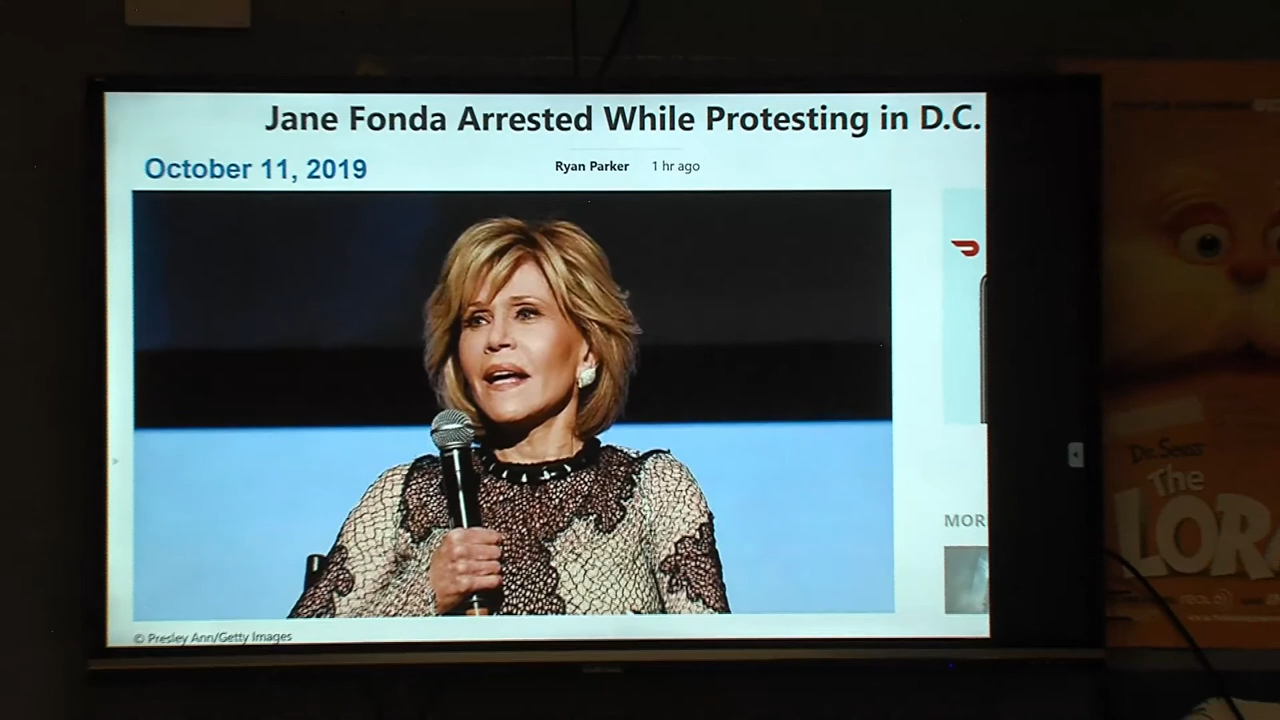 Jane Fonda Arrested While Protesting in D.C.
October 11, 2019
Ryan Parker 1 hr ago
MOR
© Presley Ann/Getty Images
Dr. Seuss
The
LOR